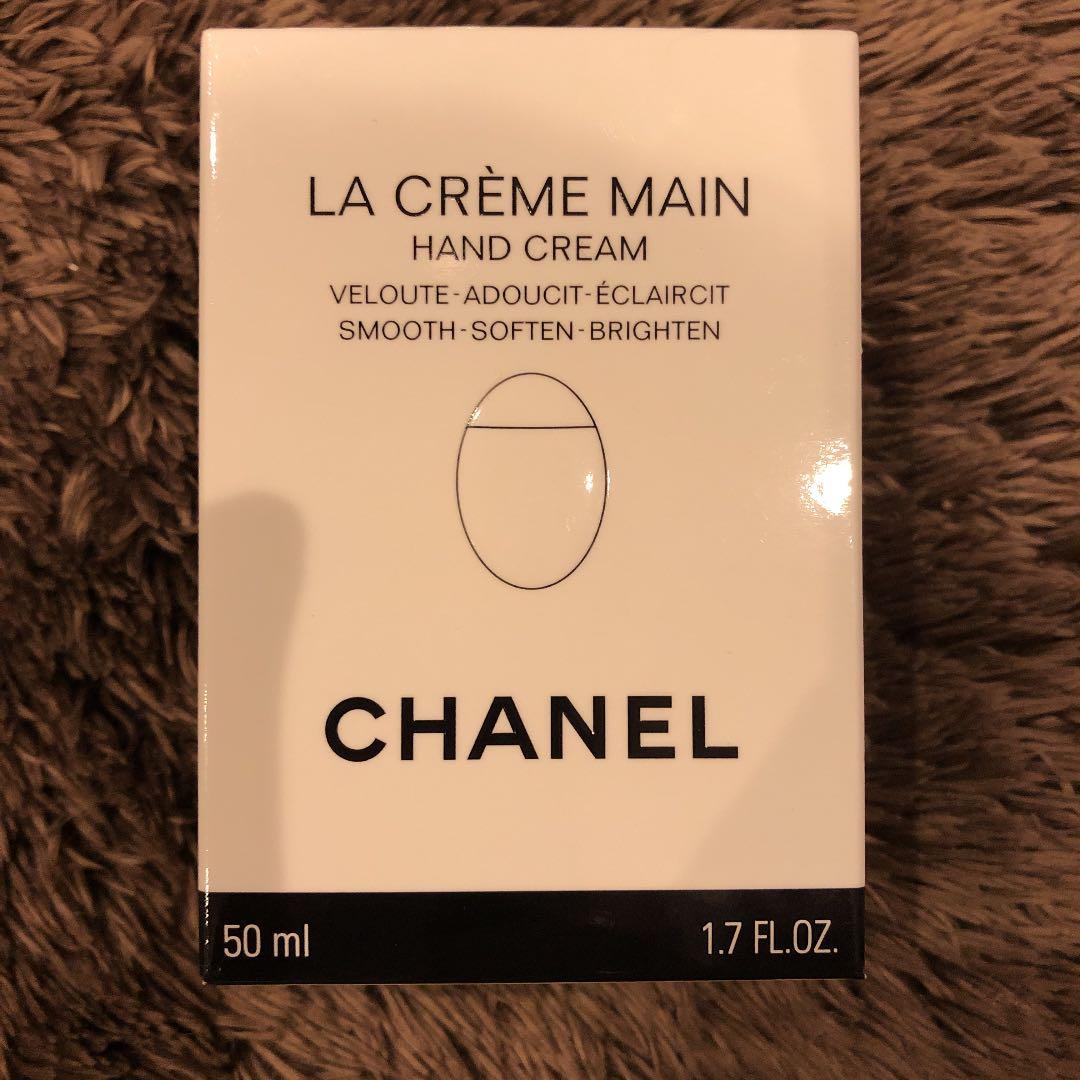 LA CRÈME MAIN
HAND CREAM
VELOUTE-ADOUCIT-ÉCLAIRCIT
SMOOTH-SOFTEN-BRIGHTEN
CHANEL
50 ml 1.7 FL.OZ.